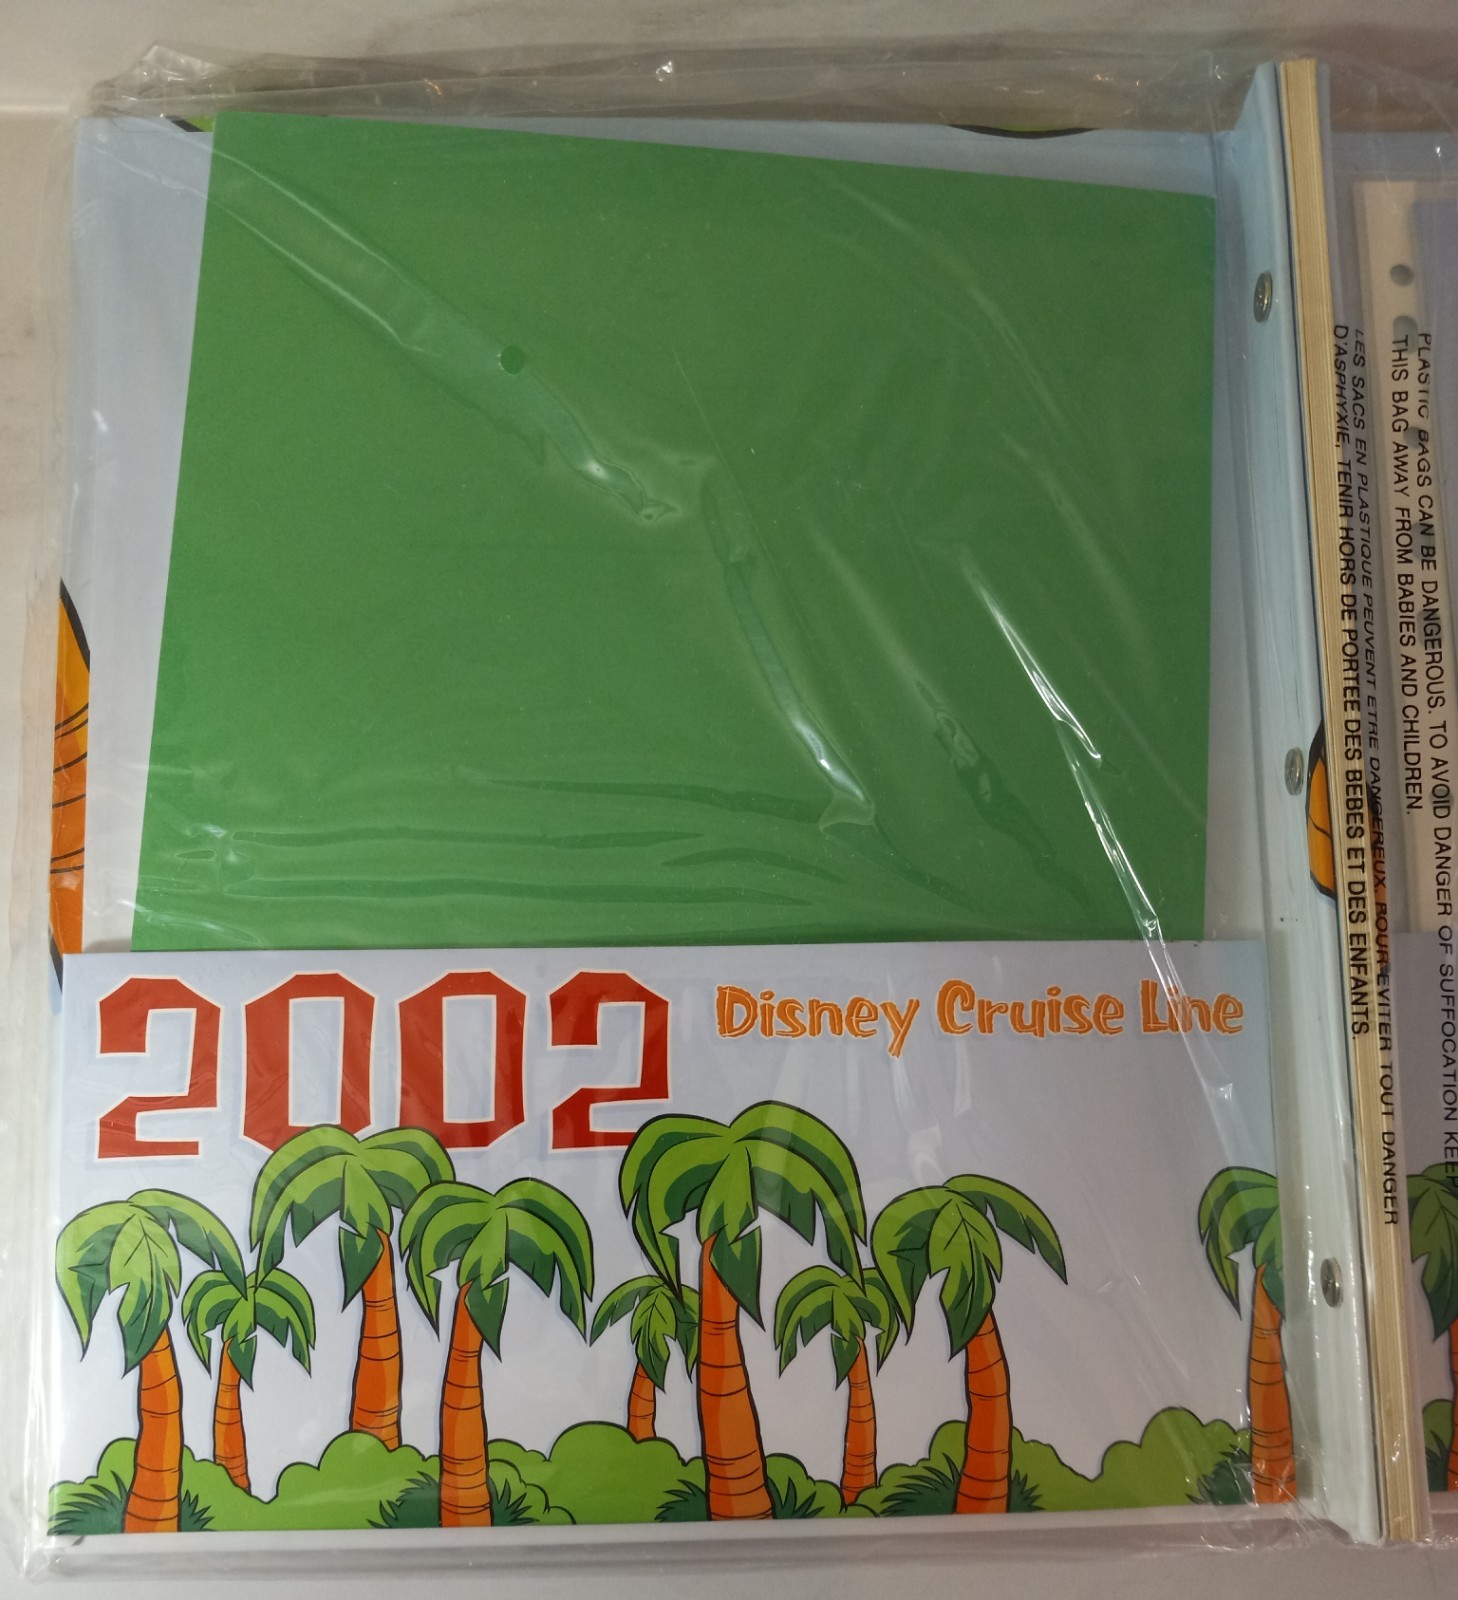 2002 Disney Cruise Line
PLASTIC BAGS CAN BE DANGEROUS. TO AVOID DANGER OF SUFFOCATION KEEP
THIS BAG AWAY FROM BABIES AND CHILDREN.
LES SACS EN PLASTIQUE PEUVENT ETRE DANGEREUX. POUR EVITER TOUT DANGER
D'ASPHYXIE, TENIR HORS DE PORTEE DES BEBES ET DES ENFANTS.